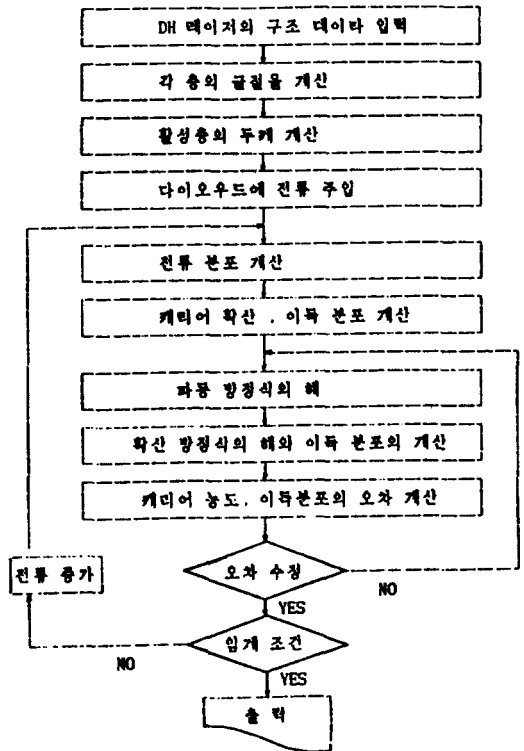 DH 레이저의 구조 데이타 입력
각 층의 굴절율 계산
활성층의 두께 계산
다이오우드에 전류 주입
전류 분포 계산
캐리어 확산 , 이득 분포 계산
파동 방정식의 해
확산 방정식의 해와 이득 분포의 계산
캐리어 농도, 이득분포의 오차 계산
오차 수정
전류 증가
NO
YES
임계 조건
NO
YES
출 력